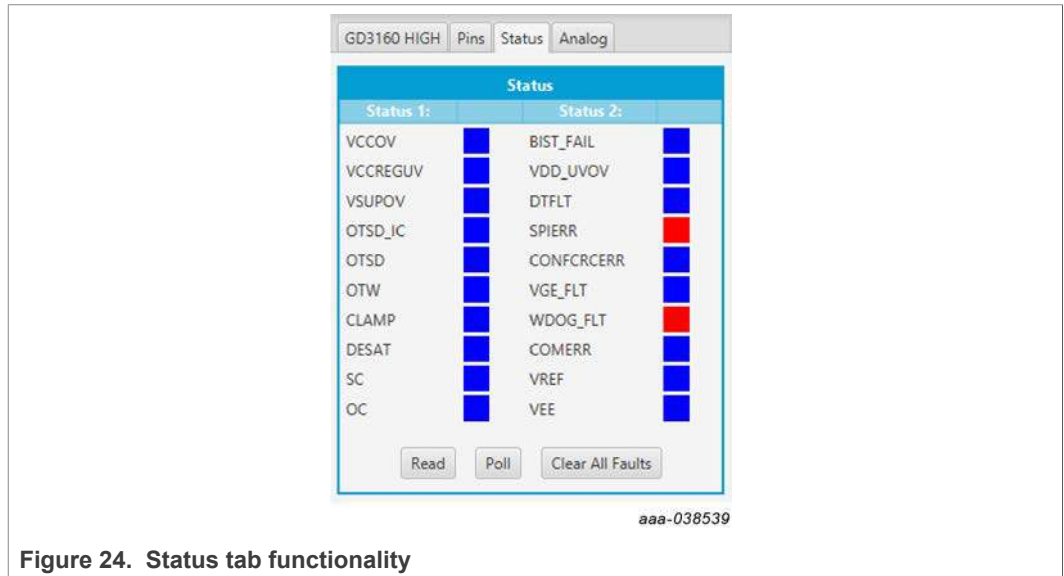 GD3160 HIGH Pins Status Analog
Status
Status 1: Status 2:
VCCOV BIST_FAIL
VCCREGUV VDD_UVOV
VSUPOV DTFLT
OTSD_IC SPIERR
OTSD CONFCRCERR
OTW VGE_FLT
CLAMP WDOG_FLT
DESAT COMERR
SC VREF
OC VEE
Read Poll Clear All Faults
aaa-038539
Figure 24. Status tab functionality